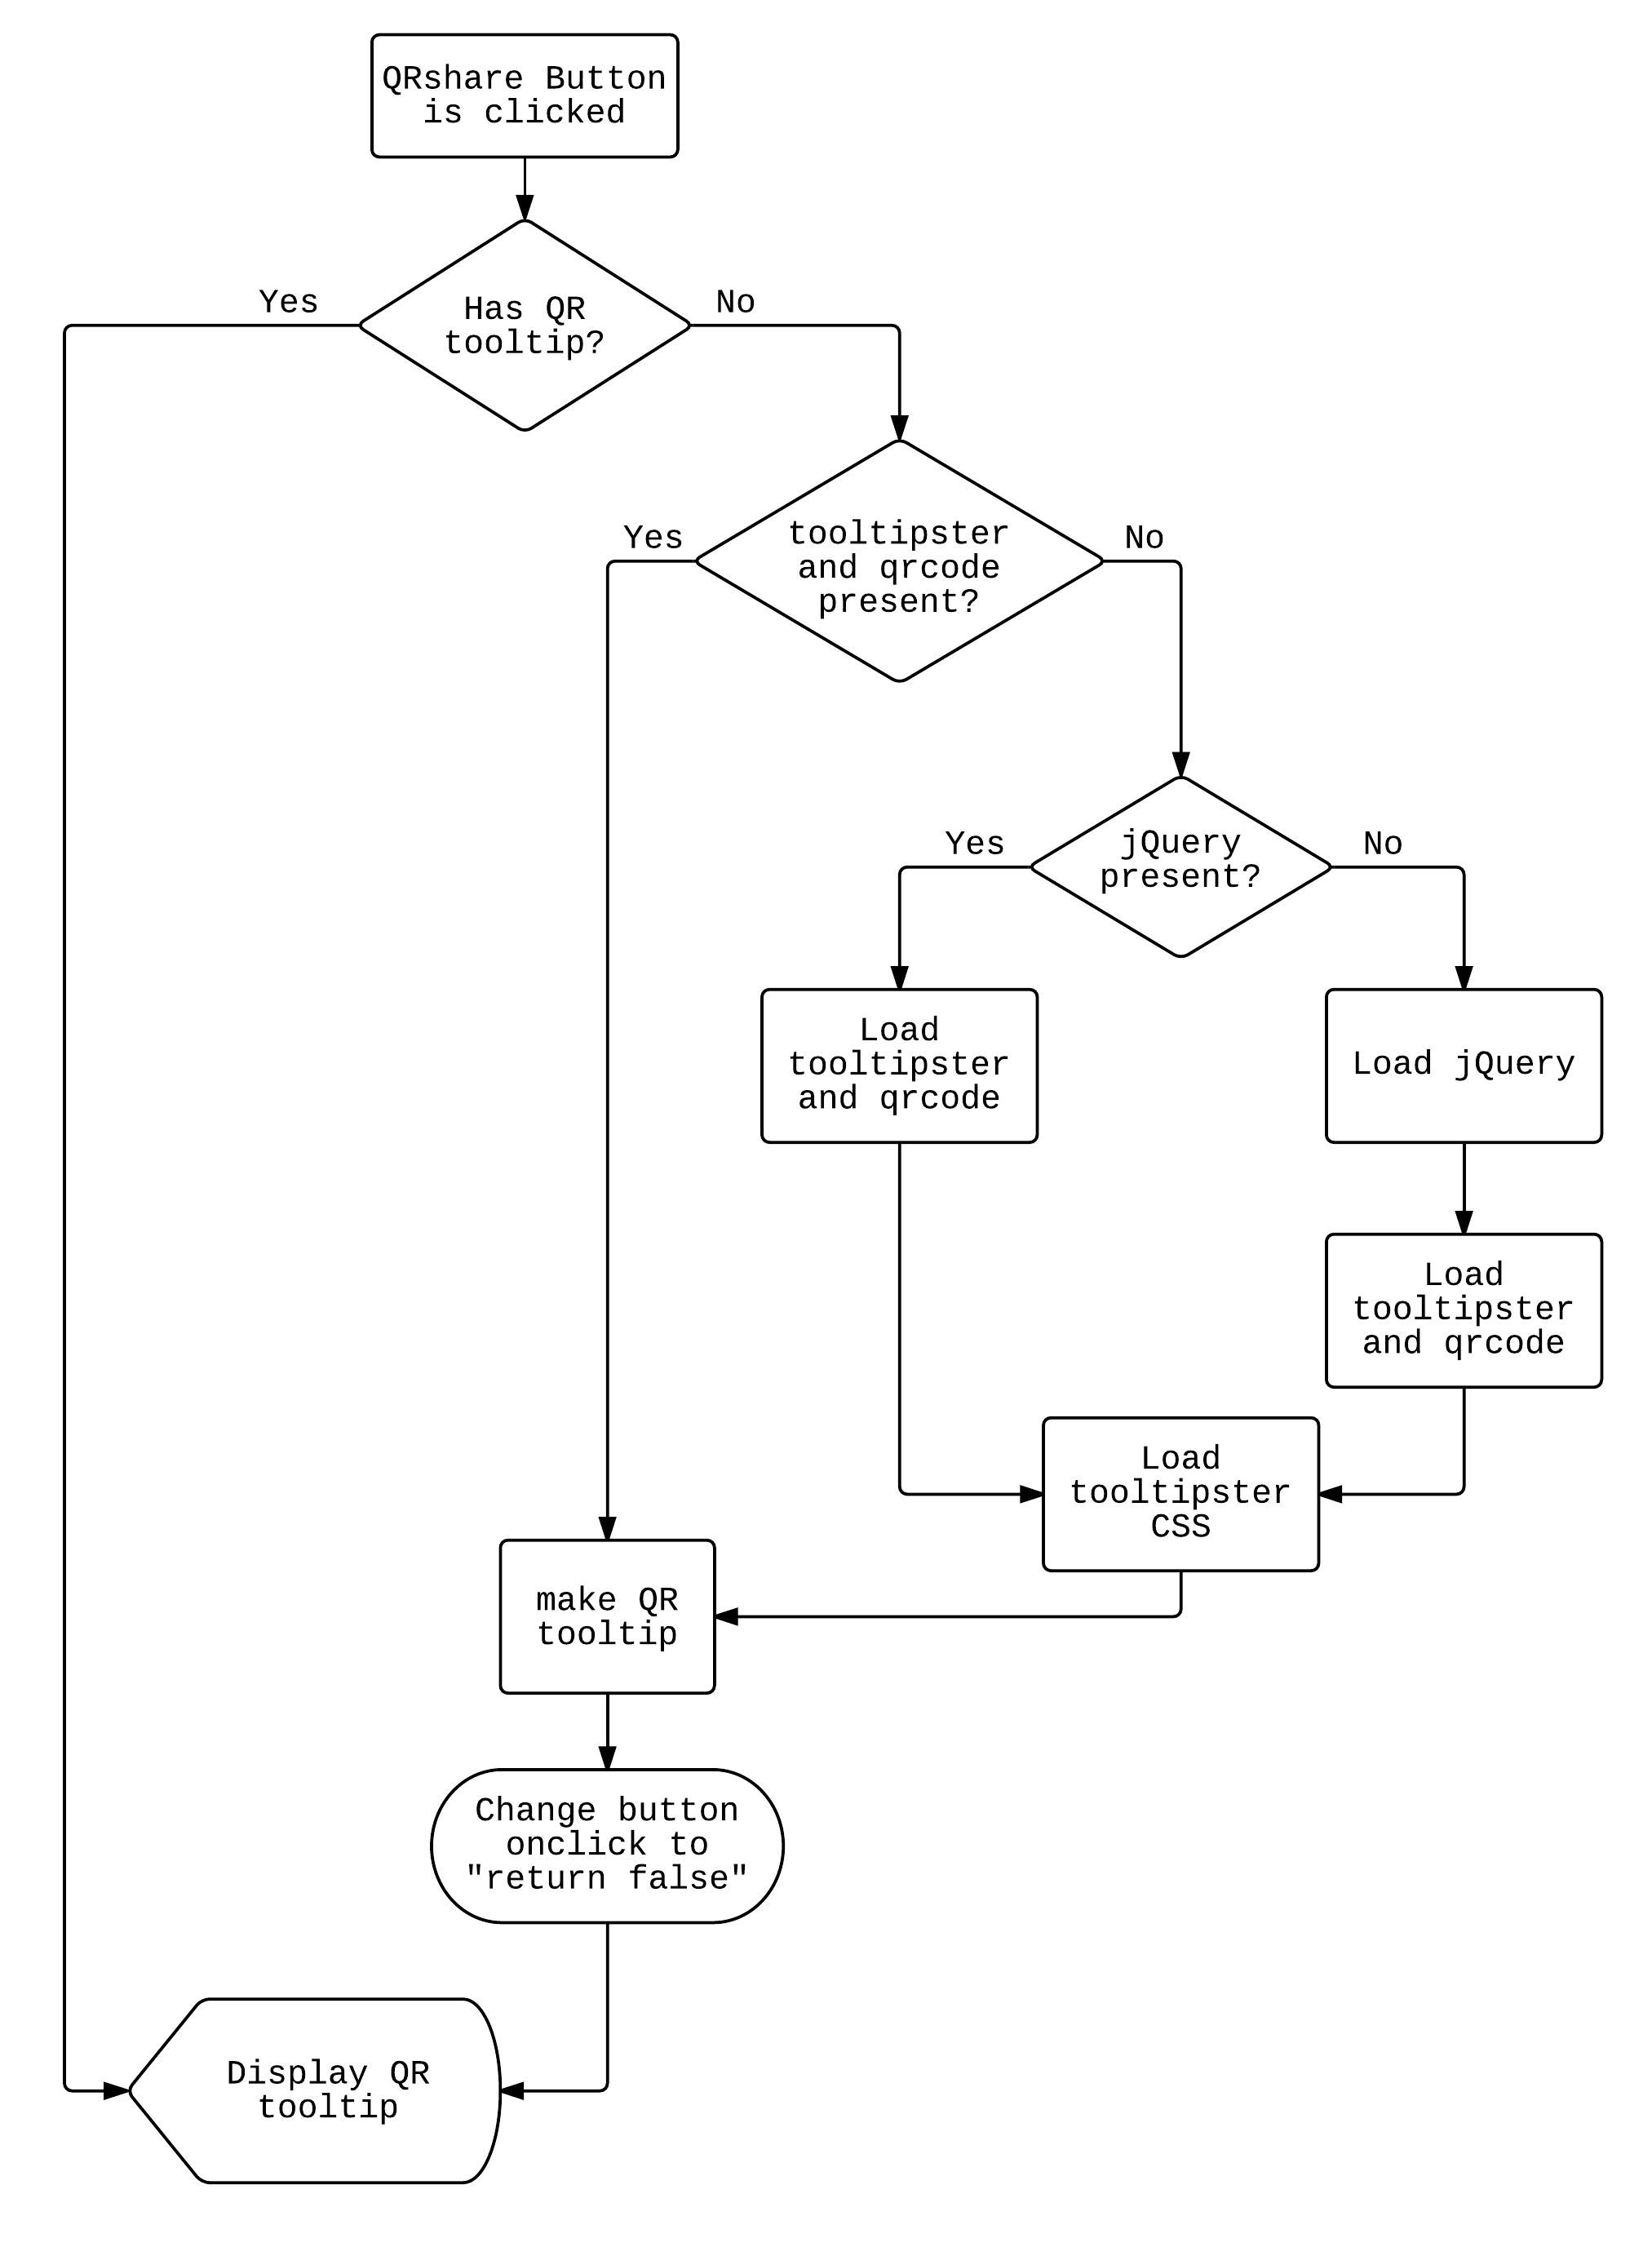 QRshare Button
is clicked
Yes
Has QR
tooltip?
No
Yes
tooltipster
and qrcode
present?
No
Yes
jQuery
present?
No
Load
tooltipster
and qrcode
Load jQuery
Load
tooltipster
and qrcode
Load
tooltipster
CSS
make QR
tooltip
Change button
onclick to
"return false"
Display QR
tooltip